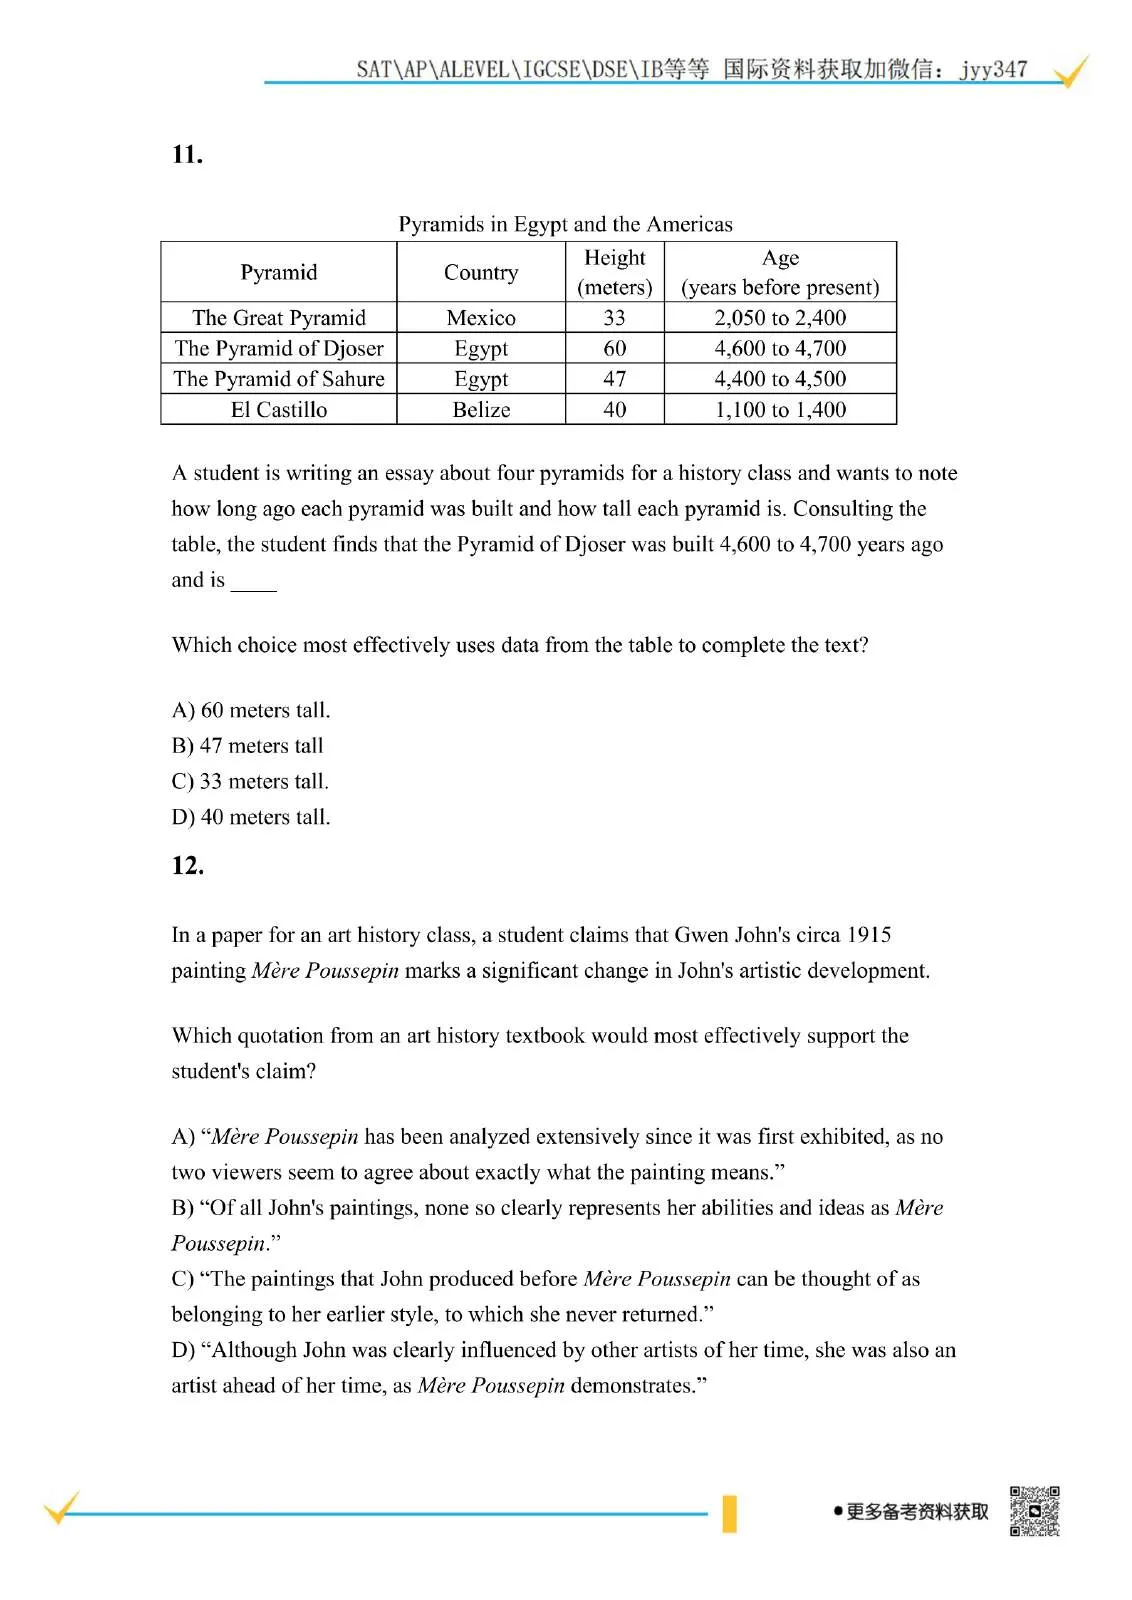 SAT\AP\ALEVEL\IGCSE\DSE\IB等等 国际资料获取加微信：jyy347
11.
Pyramids in Egypt and the Americas
Pyramid Country Height (meters) Age (years before present)
The Great Pyramid Mexico 33 2,050 to 2,400
The Pyramid of Djoser Egypt 60 4,600 to 4,700
The Pyramid of Sahure Egypt 47 4,400 to 4,500
El Castillo Belize 40 1,100 to 1,400
A student is writing an essay about four pyramids for a history class and wants to note
how long ago each pyramid was built and how tall each pyramid is. Consulting the
table, the student finds that the Pyramid of Djoser was built 4,600 to 4,700 years ago
and is ____
Which choice most effectively uses data from the table to complete the text?
A) 60 meters tall.
B) 47 meters tall
C) 33 meters tall.
D) 40 meters tall.
12.
In a paper for an art history class, a student claims that Gwen John's circa 1915
painting Mère Poussepin marks a significant change in John's artistic development.
Which quotation from an art history textbook would most effectively support the
student's claim?
A) “Mère Poussepin has been analyzed extensively since it was first exhibited, as no
two viewers seem to agree about exactly what the painting means.”
B) “Of all John's paintings, none so clearly represents her abilities and ideas as Mère
Poussepin.”
C) “The paintings that John produced before Mère Poussepin can be thought of as
belonging to her earlier style, to which she never returned.”
D) “Although John was clearly influenced by other artists of her time, she was also an
artist ahead of her time, as Mère Poussepin demonstrates.”
•更多备考资料获取